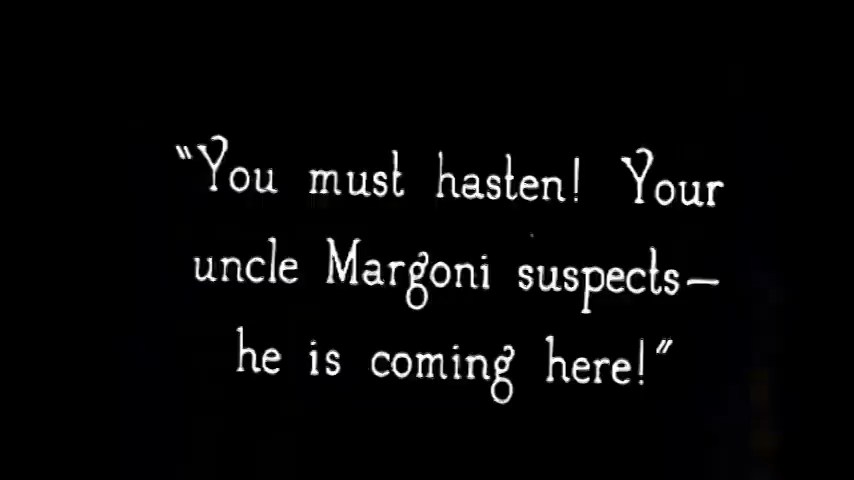 "You must hasten! Your
uncle Margoni suspects—
he is coming here!"